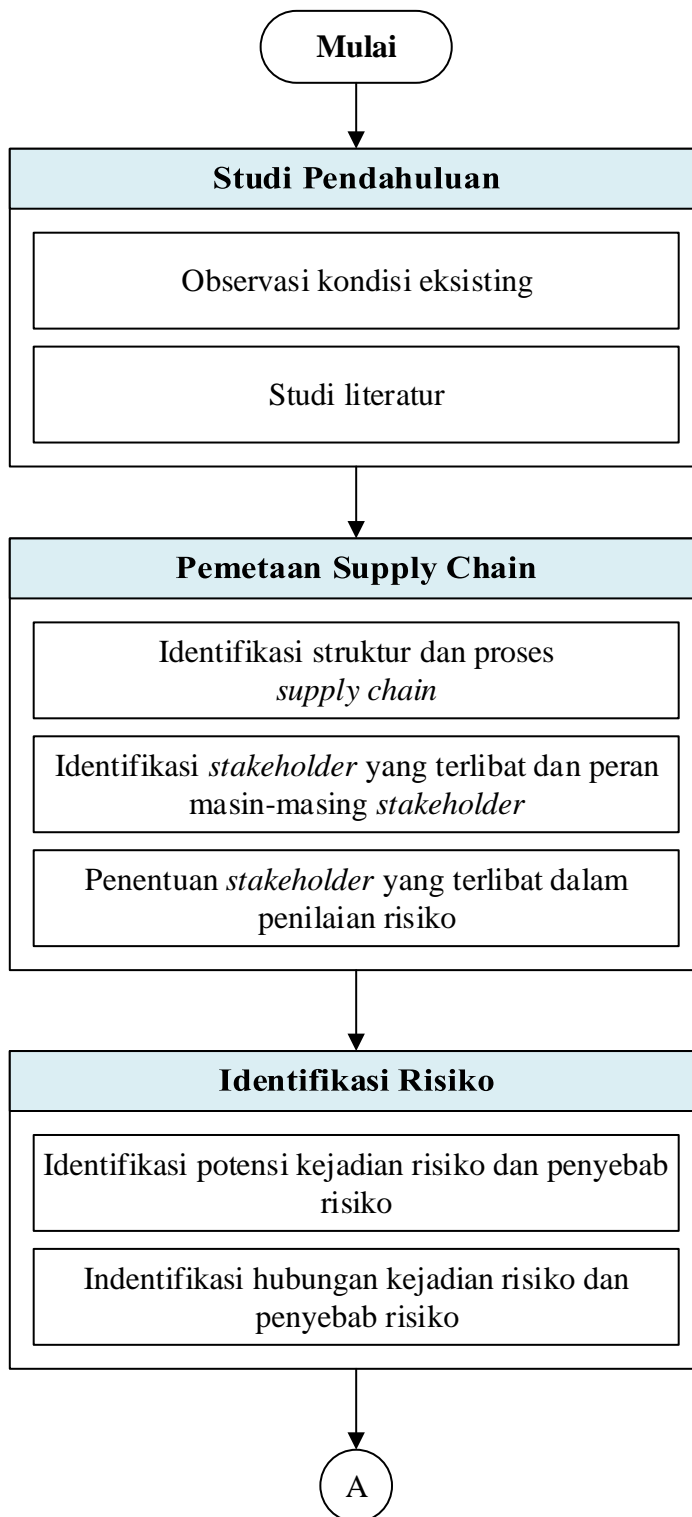 Mulai
Studi Pendahuluan
Observasi kondisi eksisting
Studi literatur
Pemetaan Supply Chain
Identifikasi struktur dan proses
supply chain
Identifikasi stakeholder yang terlibat dan peran
masin-masing stakeholder
Penentuan stakeholder yang terlibat dalam
penilaian risiko
Identifikasi Risiko
Identifikasi potensi kejadian risiko dan penyebab
risiko
Indentifikasi hubungan kejadian risiko dan
penyebab risiko
A